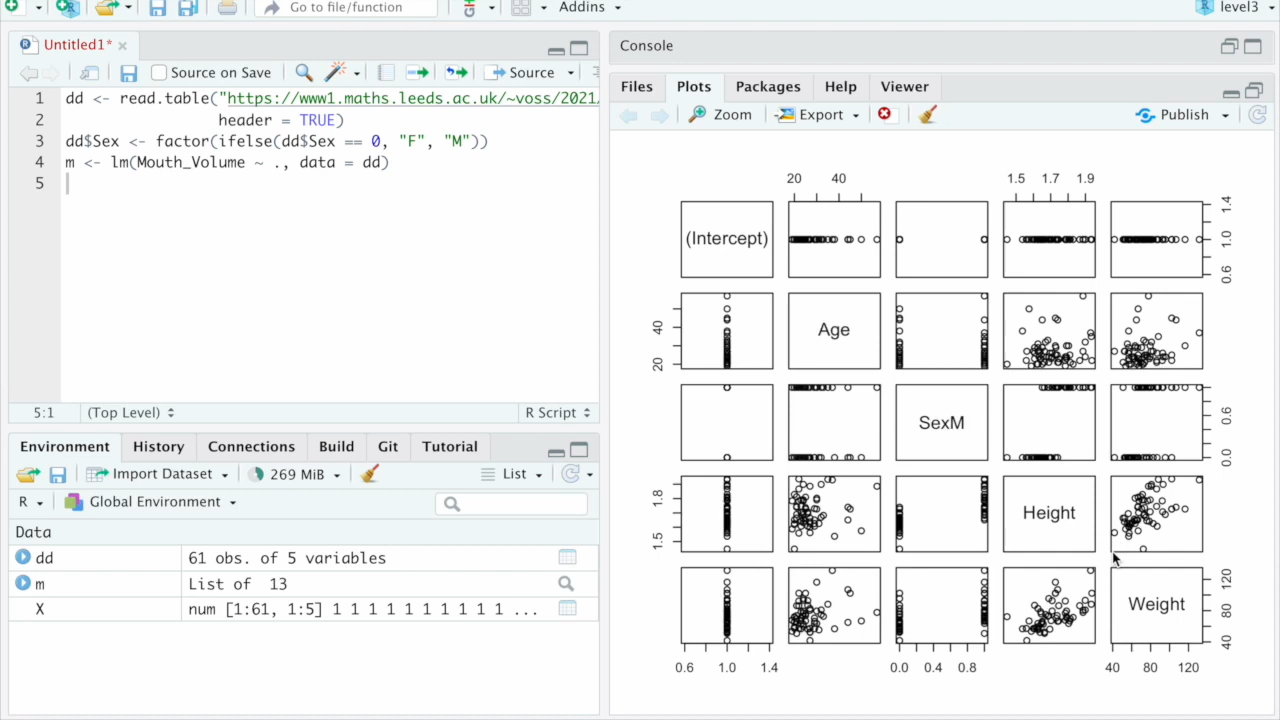 Go to file/function
Addins
level3
Untitled1*
Source on Save
Source
1 dd <- read.table("https://www1.maths.leeds.ac.uk/~voss/2021/
2 header = TRUE)
3 dd$Sex <- factor(ifelse(dd$Sex == 0, "F", "M"))
4 m <- lm(Mouth_Volume ~ ., data = dd)
5
5:1 (Top Level) R Script
Environment History Connections Build Git Tutorial
Import Dataset 269 MiB List
R Global Environment
Data
dd 61 obs. of 5 variables
m List of 13
X num [1:61, 1:5] 1 1 1 1 1 1 1 1 1 1 ...
Console
Files Plots Packages Help Viewer
Zoom Export Publish
20 40 1.5 1.7 1.9
(Intercept) 0.6 1.0 1.4
20 40 Age
SexM 0.0 0.6
1.5 1.8 Height
Weight 40 80 120
0.6 1.0 1.4 0.0 0.4 0.8 40 80 120